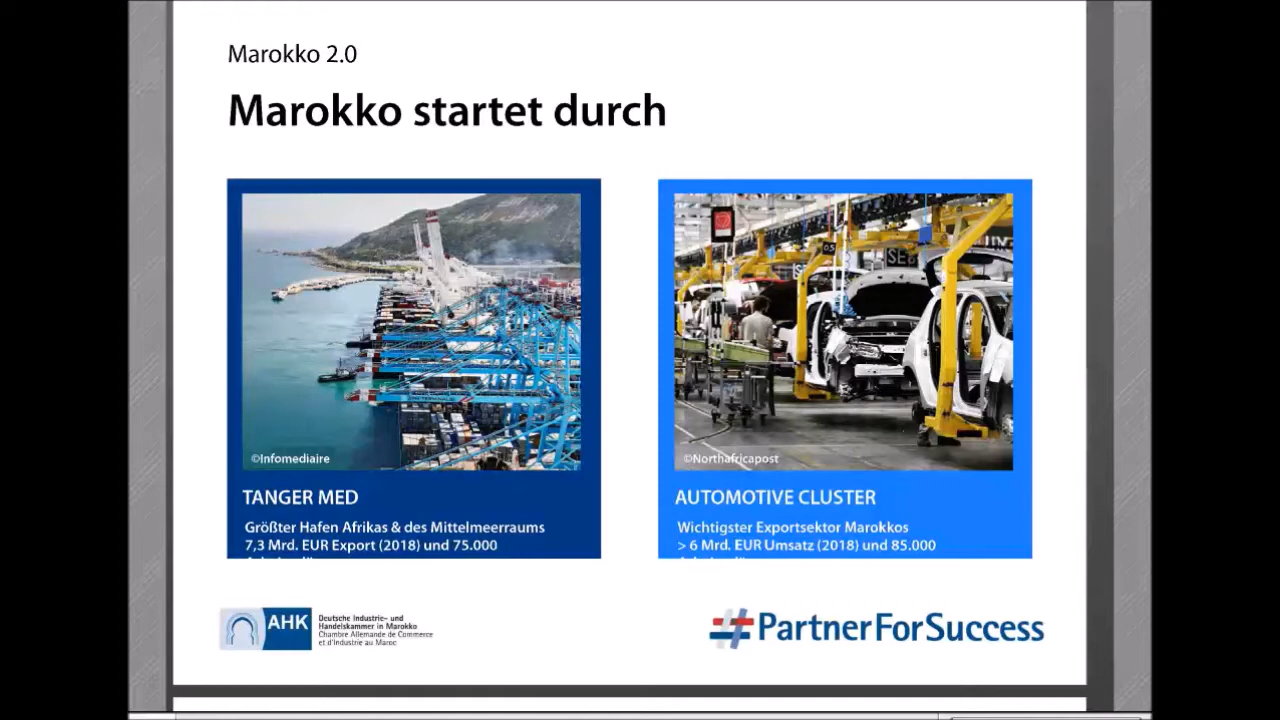 Marokko 2.0
Marokko startet durch
©Infomediaire
TANGER MED
Größter Hafen Afrikas & des Mittelmeerraums
7,3 Mrd. EUR Export (2018) und 75.000
©Northafricapost
AUTOMOTIVE CLUSTER
Wichtigster Exportsektor Marokkos
> 6 Mrd. EUR Umsatz (2018) und 85.000
AHK
Deutsche Industrie- und
Handelskammer in Marokko
Chambre Allemande de Commerce
et d'Industrie au Maroc
#PartnerForSuccess